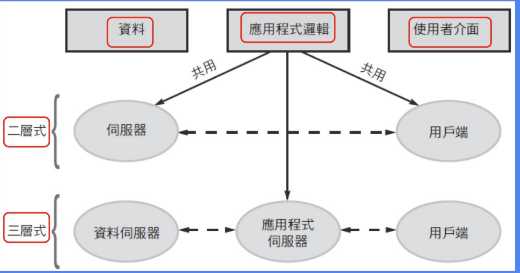 資料
應用程式邏輯
使用者介面
共用
共用
二層式
伺服器
用戶端
三層式
資料伺服器
應用程式
伺服器
用戶端